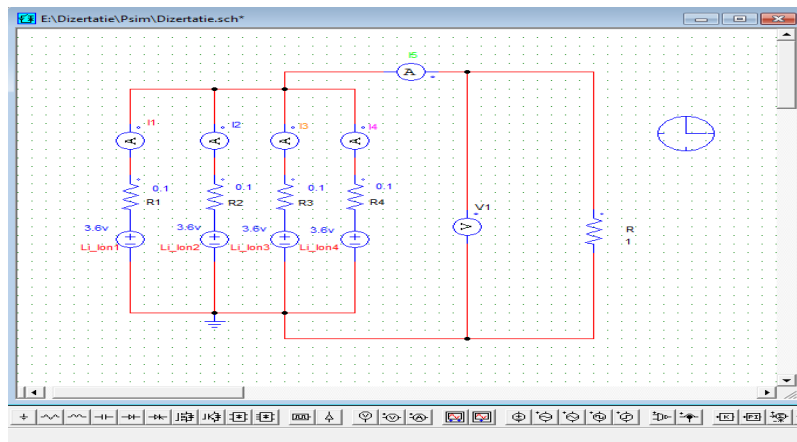 E:\Dizertatie\Psim\Dizertatie.sch*
I5
A
I1 I2 I3 I4
A A A A
0.1 0.1 0.1 0.1
R1 R2 R3 R4
V1
V
R
1
3.6v 3.6v 3.6v 3.6v
Li_Ion1 Li_Ion2 Li_Ion3 Li_Ion4
K PI